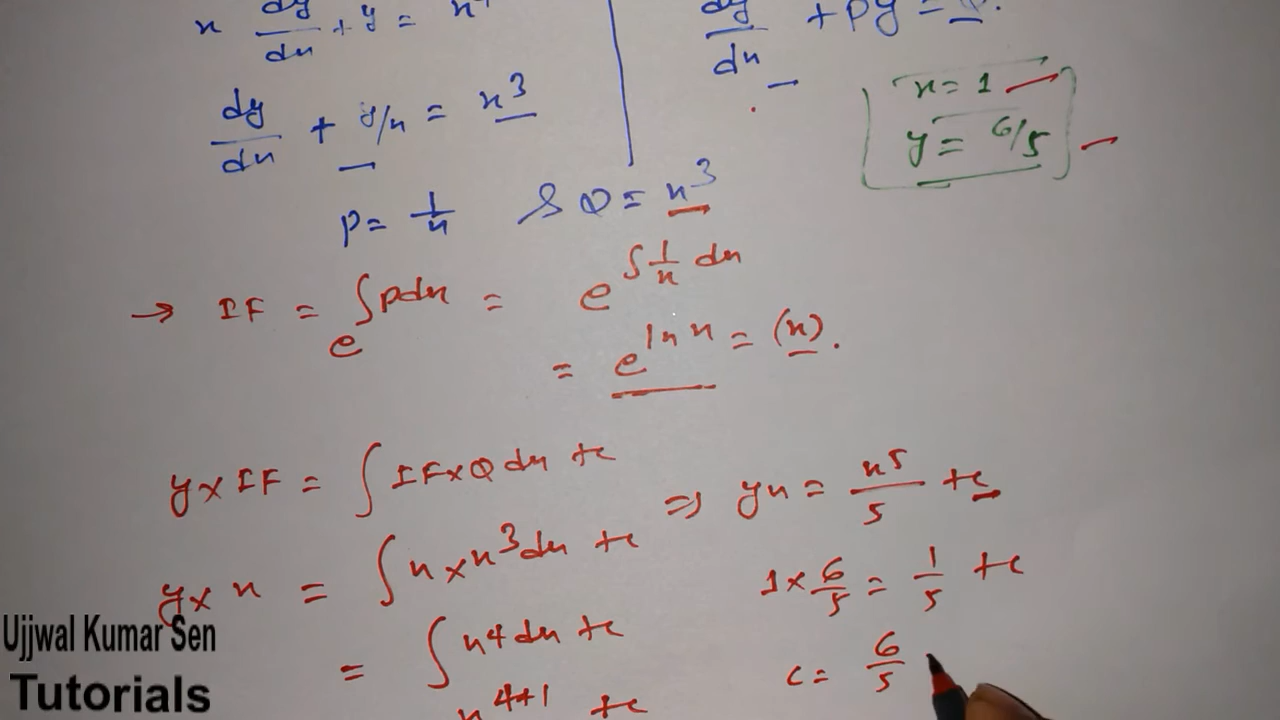 x dy/dx + y = x⁴
dy/dx + y/x = x³
P = 1/x & Q = x³
dy/dx + Py = Q.
x = 1
y = 6/5
→ IF = e^∫Pdx = e^∫1/x dx
= e^ln x = (x).
y×IF = ∫IF×Q dx +c
y×x = ∫x×x³dx +c
= ∫x⁴dx +c
x⁴⁺¹ +c
⇒ yx = x⁵/5 +c
1×6/5 = 1/5 +c
c = 6/5
Ujjwal Kumar Sen
Tutorials